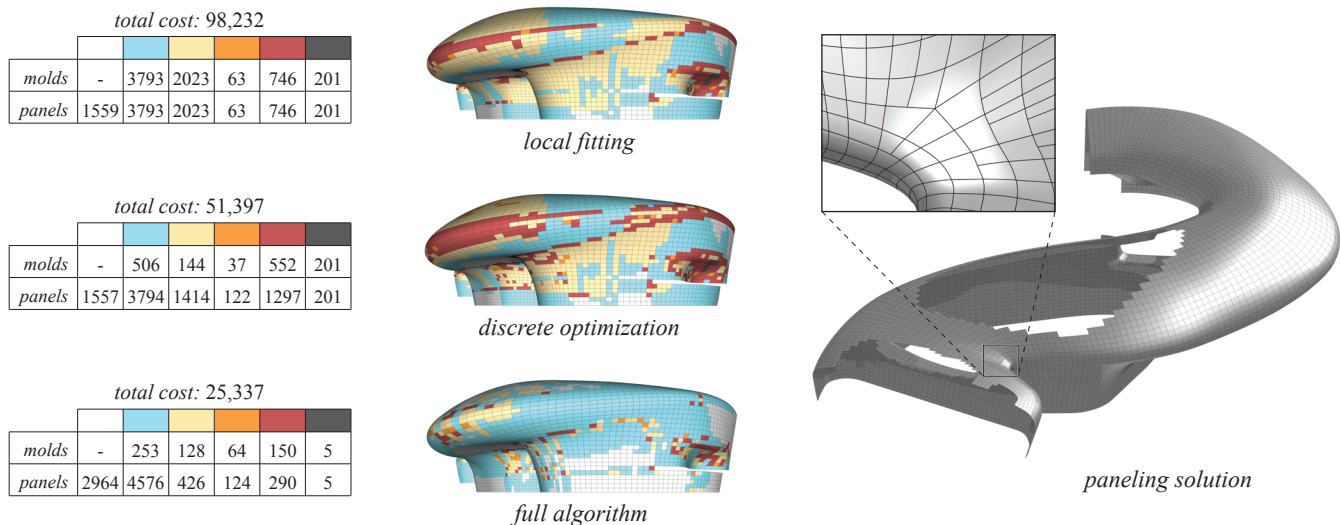 total cost: 98,232
molds - 3793 2023 63 746 201
panels 1559 3793 2023 63 746 201
local fitting
total cost: 51,397
molds - 506 144 37 552 201
panels 1557 3794 1414 122 1297 201
discrete optimization
total cost: 25,337
molds - 253 128 64 150 5
panels 2964 4576 426 124 290 5
full algorithm
paneling solution